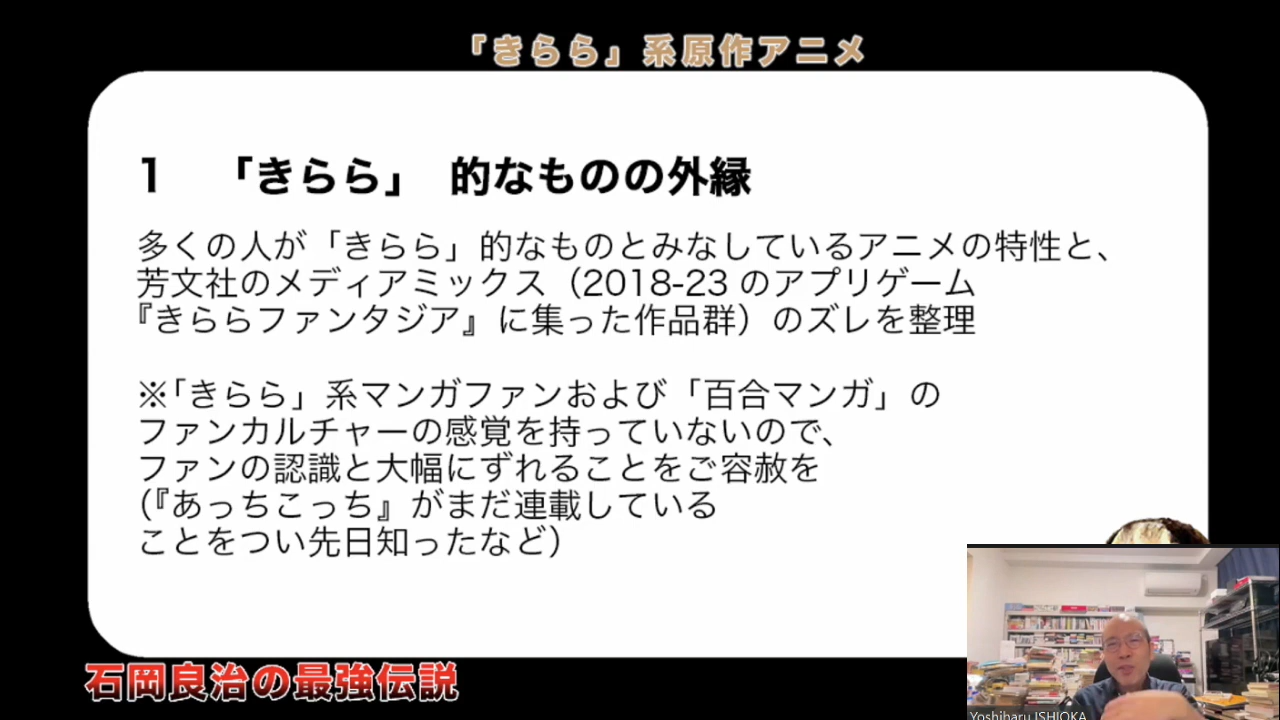 「きらら」系原作アニメ
1 「きらら」 的なものの外縁
多くの人が「きらら」的なものとみなしているアニメの特性と、
芳文社のメディアミックス（2018-23 のアプリゲーム
『きららファンタジア』に集った作品群）のズレを整理
※「きらら」系マンガファンおよび「百合マンガ」の
ファンカルチャーの感覚を持っていないので、
ファンの認識と大幅にずれることをご容赦を
（『あっちこっち』がまだ連載している
ことをつい先日知ったなど）
石岡良治の最強伝説
Yoshiharu ISHIOKA